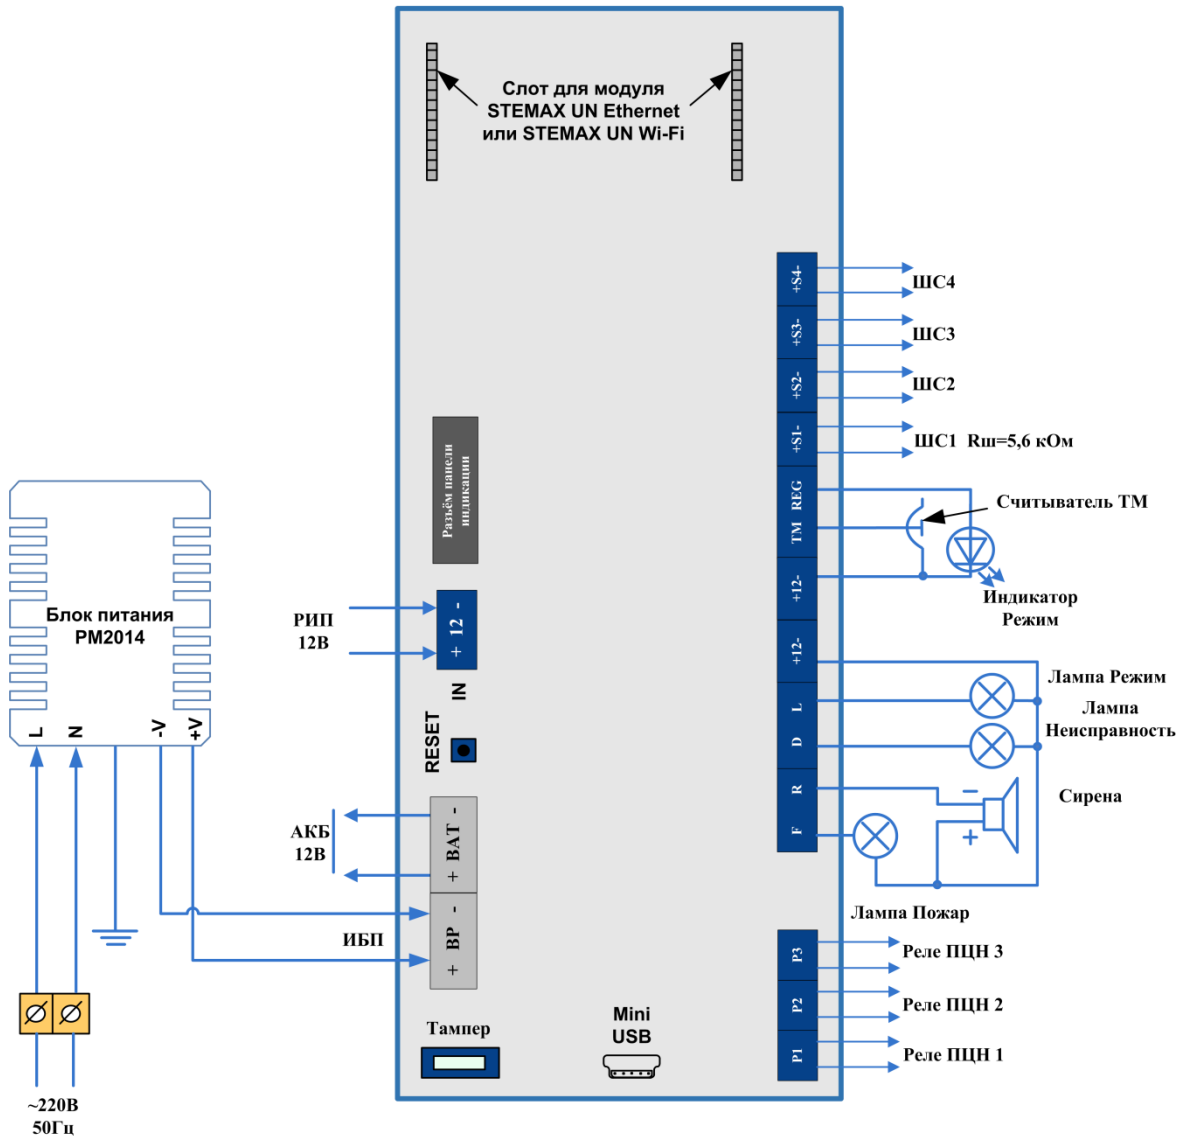 Слот для модуля
STEMAX UN Ethernet
или STEMAX UN Wi-Fi
+S4-
ШС4
+S3-
ШС3
+S2-
ШС2
+S1-
ШС1 Rш=5,6 кОм
REG
TM
Считыватель ТМ
+12-
Индикатор
Режим
+12-
Лампа Режим
L
Лампа
Неисправность
D
R
–
+
Сирена
F
Лампа Пожар
P3
Реле ПЦН 3
P2
Реле ПЦН 2
P1
Реле ПЦН 1
Разъём панели
индикации
РИП
12В
+ 12 -
IN
RESET
АКБ
12В
+ BAT -
ИБП
+ BP -
Тампер
Mini
USB
Блок питания
PM2014
L
N
-V
+V
~220В
50Гц